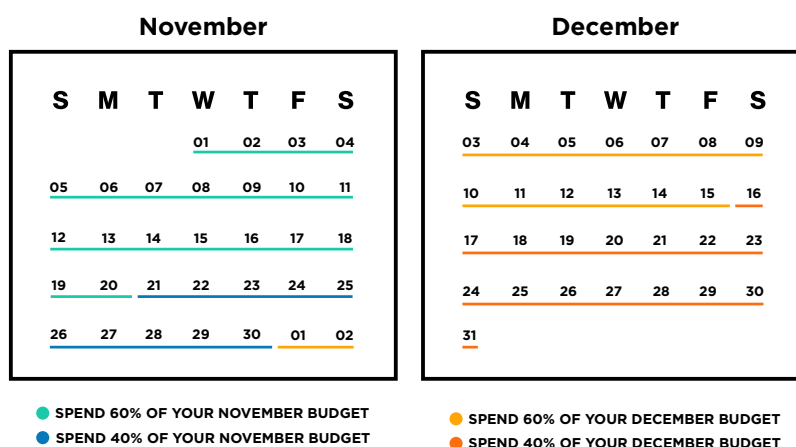 November
S M T W T F S
01 02 03 04
05 06 07 08 09 10 11
12 13 14 15 16 17 18
19 20 21 22 23 24 25
26 27 28 29 30 01 02
SPEND 60% OF YOUR NOVEMBER BUDGET
SPEND 40% OF YOUR NOVEMBER BUDGET
December
S M T W T F S
03 04 05 06 07 08 09
10 11 12 13 14 15 16
17 18 19 20 21 22 23
24 25 26 27 28 29 30
31
SPEND 60% OF YOUR DECEMBER BUDGET
SPEND 40% OF YOUR DECEMBER BUDGET